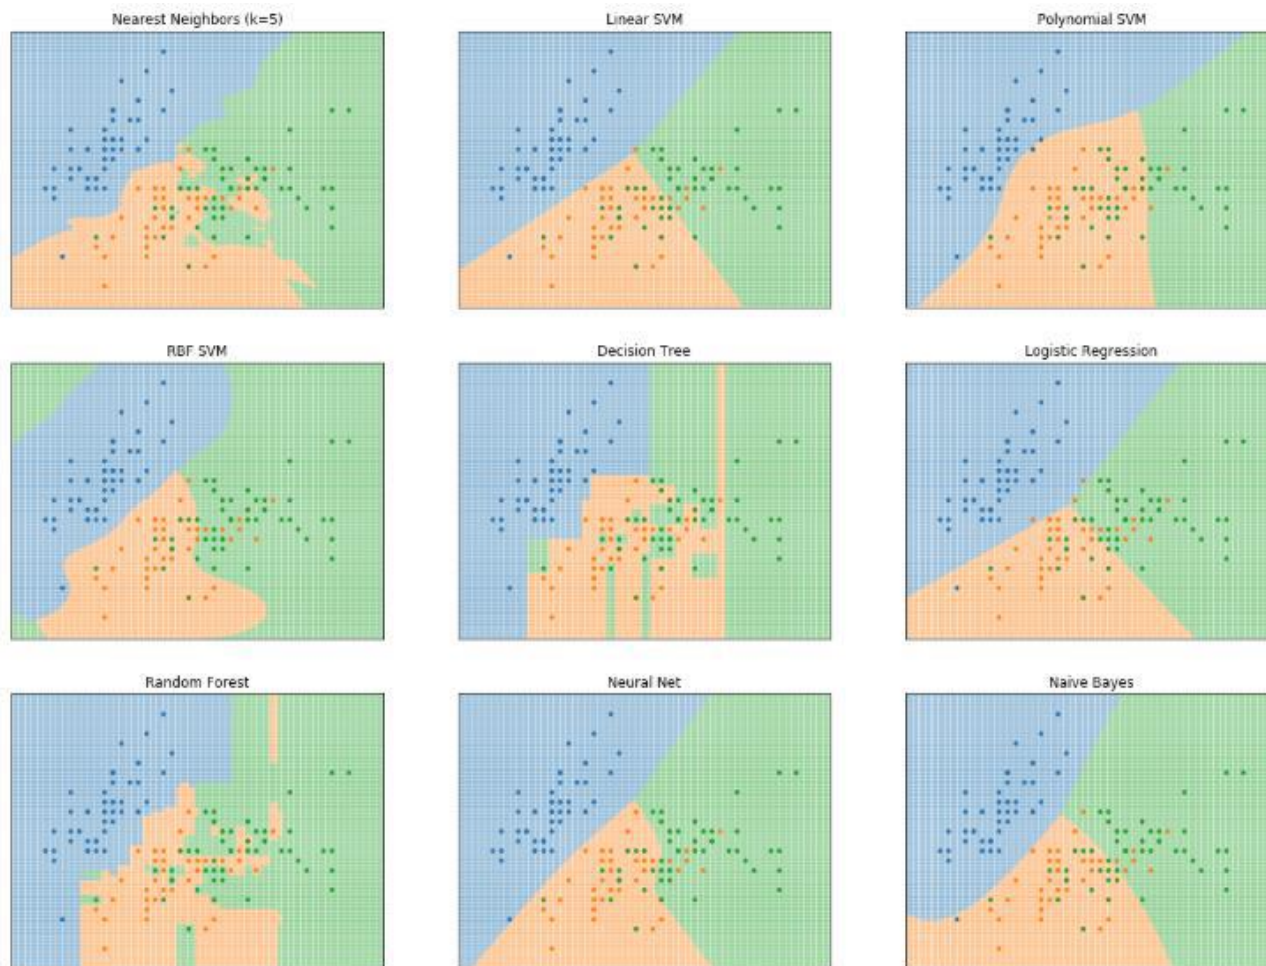 Nearest Neighbors (k=5)
Linear SVM
Polynomial SVM
RBF SVM
Decision Tree
Logistic Regression
Random Forest
Neural Net
Naive Bayes